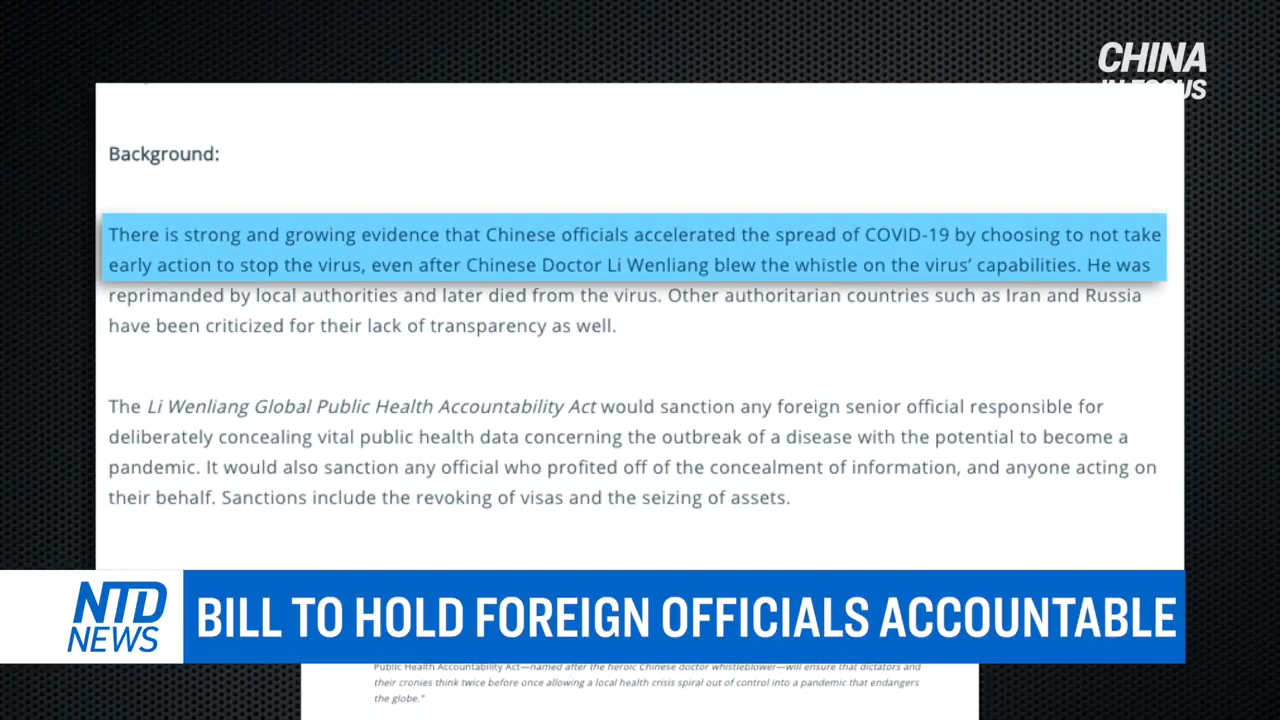 CHINA
IN FOCUS
Background:
There is strong and growing evidence that Chinese officials accelerated the spread of COVID-19 by choosing to not take
early action to stop the virus, even after Chinese Doctor Li Wenliang blew the whistle on the virus’ capabilities. He was
reprimanded by local authorities and later died from the virus. Other authoritarian countries such as Iran and Russia
have been criticized for their lack of transparency as well.
The Li Wenliang Global Public Health Accountability Act would sanction any foreign senior official responsible for
deliberately concealing vital public health data concerning the outbreak of a disease with the potential to become a
pandemic. It would also sanction any official who profited off of the concealment of information, and anyone acting on
their behalf. Sanctions include the revoking of visas and the seizing of assets.
NTD
NEWS
BILL TO HOLD FOREIGN OFFICIALS ACCOUNTABLE
Public Health Accountability Act—named after the heroic Chinese doctor whistleblower—will ensure that dictators and
their cronies think twice before once allowing a local health crisis spiral out of control into a pandemic that endangers
the globe."